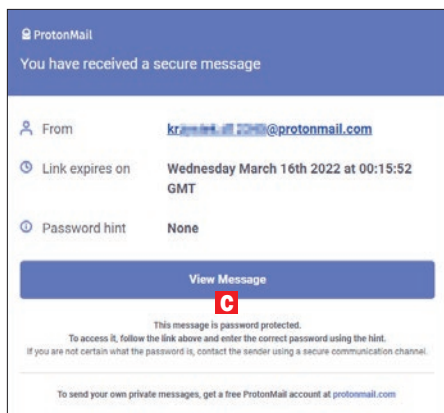 ProtonMail
You have received a secure message
From @protonmail.com
Link expires on Wednesday March 16th 2022 at 00:15:52
GMT
Password hint None
View Message
C
This message is password protected.
To access it, follow the link above and enter the correct password using the hint.
If you are not certain what the password is, contact the sender using a secure communication channel.
To send your own private messages, get a free ProtonMail account at protonmail.com